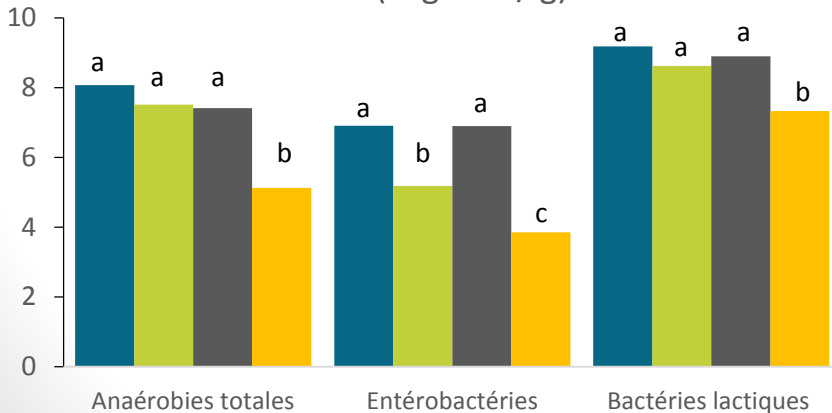 10
8
6
4
2
0
a
a
a
b
a
b
a
c
a
a
a
b
Anaérobies totales
Entérobactéries
Bactéries lactiques